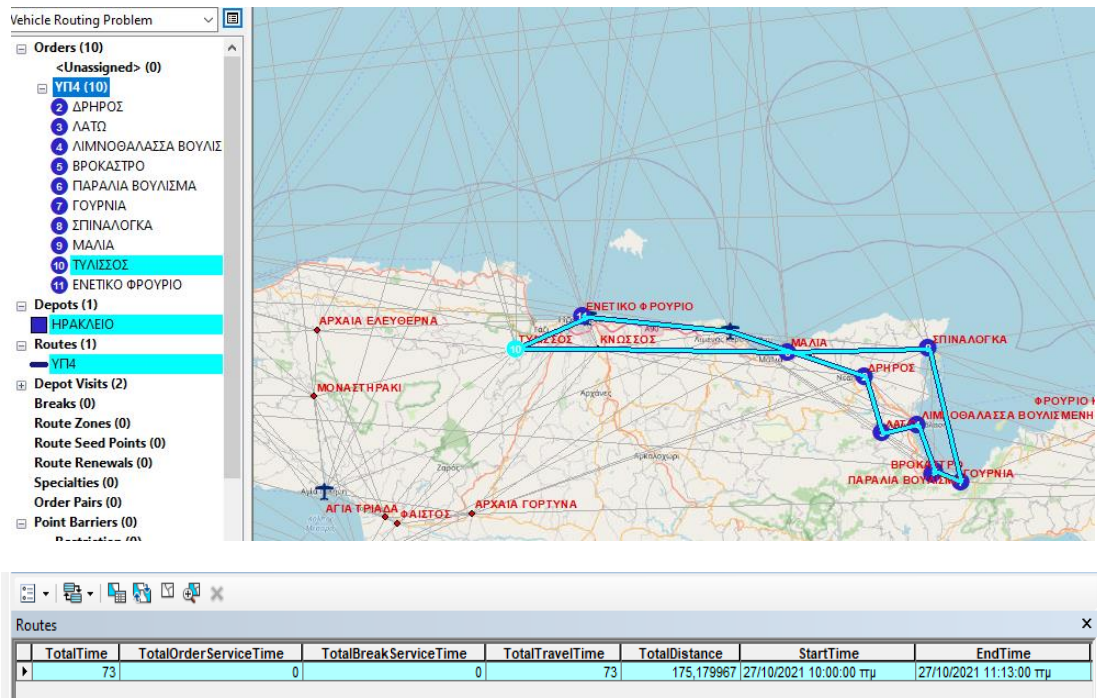 Vehicle Routing Problem
Orders (10)
<Unassigned> (0)
ΥΠ4 (10)
2 ΔΡΗΡΟΣ
3 ΛΑΤΩ
4 ΛΙΜΝΟΘΑΛΑΣΣΑ ΒΟΥΛΙΣ
5 ΒΡΟΚΑΣΤΡΟ
6 ΠΑΡΑΛΙΑ ΒΟΥΛΙΣΜΑ
7 ΓΟΥΡΝΙΑ
8 ΣΠΙΝΑΛΟΓΚΑ
9 ΜΑΛΙΑ
10 ΤΥΛΙΣΣΟΣ
11 ΕΝΕΤΙΚΟ ΦΡΟΥΡΙΟ
Depots (1)
ΗΡΑΚΛΕΙΟ
Routes (1)
ΥΠ4
Depot Visits (2)
Breaks (0)
Route Zones (0)
Route Seed Points (0)
Route Renewals (0)
Specialties (0)
Order Pairs (0)
Point Barriers (0)
ΕΝΕΤΙΚΟ ΦΡΟΥΡΙΟ
ΑΡΧΑΙΑ ΕΛΕΥΘΕΡΝΑ
ΤΥΛΙΣΣΟΣ
ΚΝΩΣΣΟΣ
10
ΜΑΛΙΑ
ΣΠΙΝΑΛΟΓΚΑ
ΔΡΗΡΟΣ
ΜΟΝΑΣΤΗΡΑΚΙ
Αρχάνες
ΦΡΟΥΡΙΟ
ΛΙΜΝΟΘΑΛΑΣΣΑ ΒΟΥΛΙΣΜΕΝΗ
Αρκαλοχώρι
Ζαρός
ΒΡΟΚΑΣΤΡΟ
ΓΟΥΡΝΙΑ
ΠΑΡΑΛΙΑ
ΑΡΧΑΙΑ ΓΟΡΤΥΝΑ
ΑΓΙΑ ΤΡΙΑΔΑ
ΦΑΙΣΤΟΣ
Routes x
TotalTime TotalOrderServiceTime TotalBreakServiceTime TotalTravelTime TotalDistance StartTime EndTime
73 0 0 73 175,179967 27/10/2021 10:00:00 πμ 27/10/2021 11:13:00 πμ